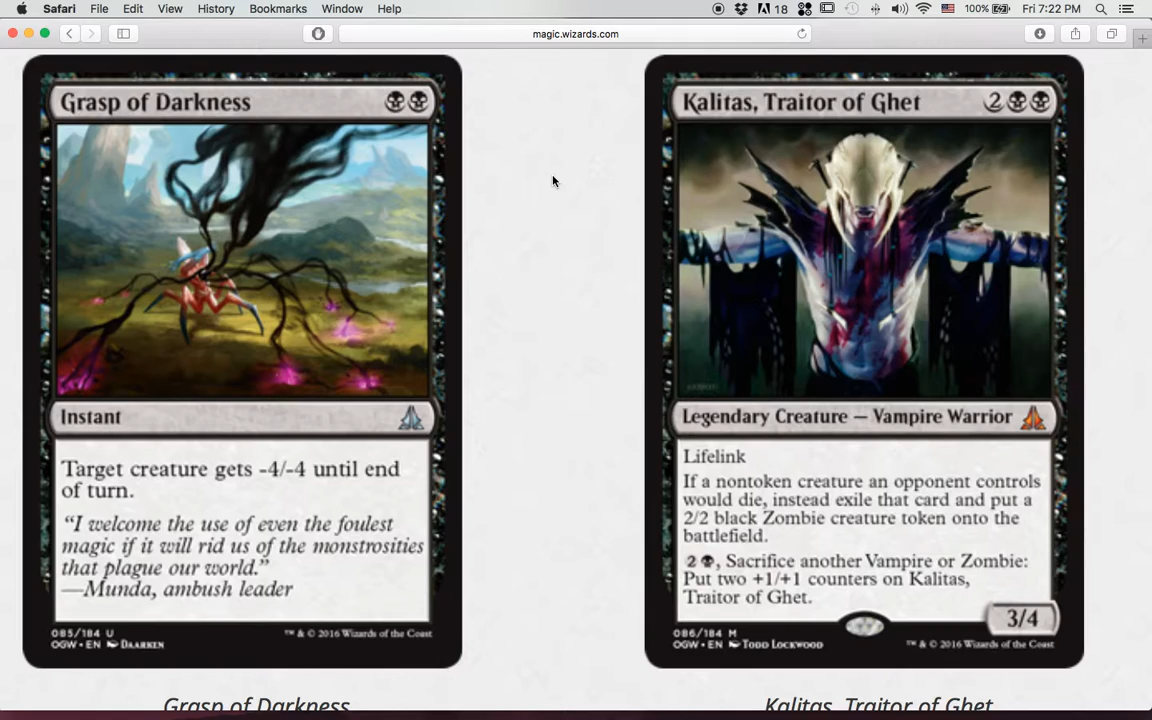 Safari File Edit View History Bookmarks Window Help 18 100% Fri 7:22 PM
magic.wizards.com
Grasp of Darkness
Instant
Target creature gets -4/-4 until end
of turn.
“I welcome the use of even the foulest
magic if it will rid us of the monstrosities
that plague our world.”
—Munda, ambush leader
085/184 U
OGW • EN DAARKEN
™ & © 2016 Wizards of the Coast
Grasp of Darkness
Kalitas, Traitor of Ghet 2
Legendary Creature — Vampire Warrior
Lifelink
If a nontoken creature an opponent controls
would die, instead exile that card and put a
2/2 black Zombie creature token onto the
battlefield.
2, Sacrifice another Vampire or Zombie:
Put two +1/+1 counters on Kalitas,
Traitor of Ghet.
3/4
086/184 M
OGW • EN TODD LOCKWOOD
™ & © 2016 Wizards of the Coast
Kalitas, Traitor of Ghet